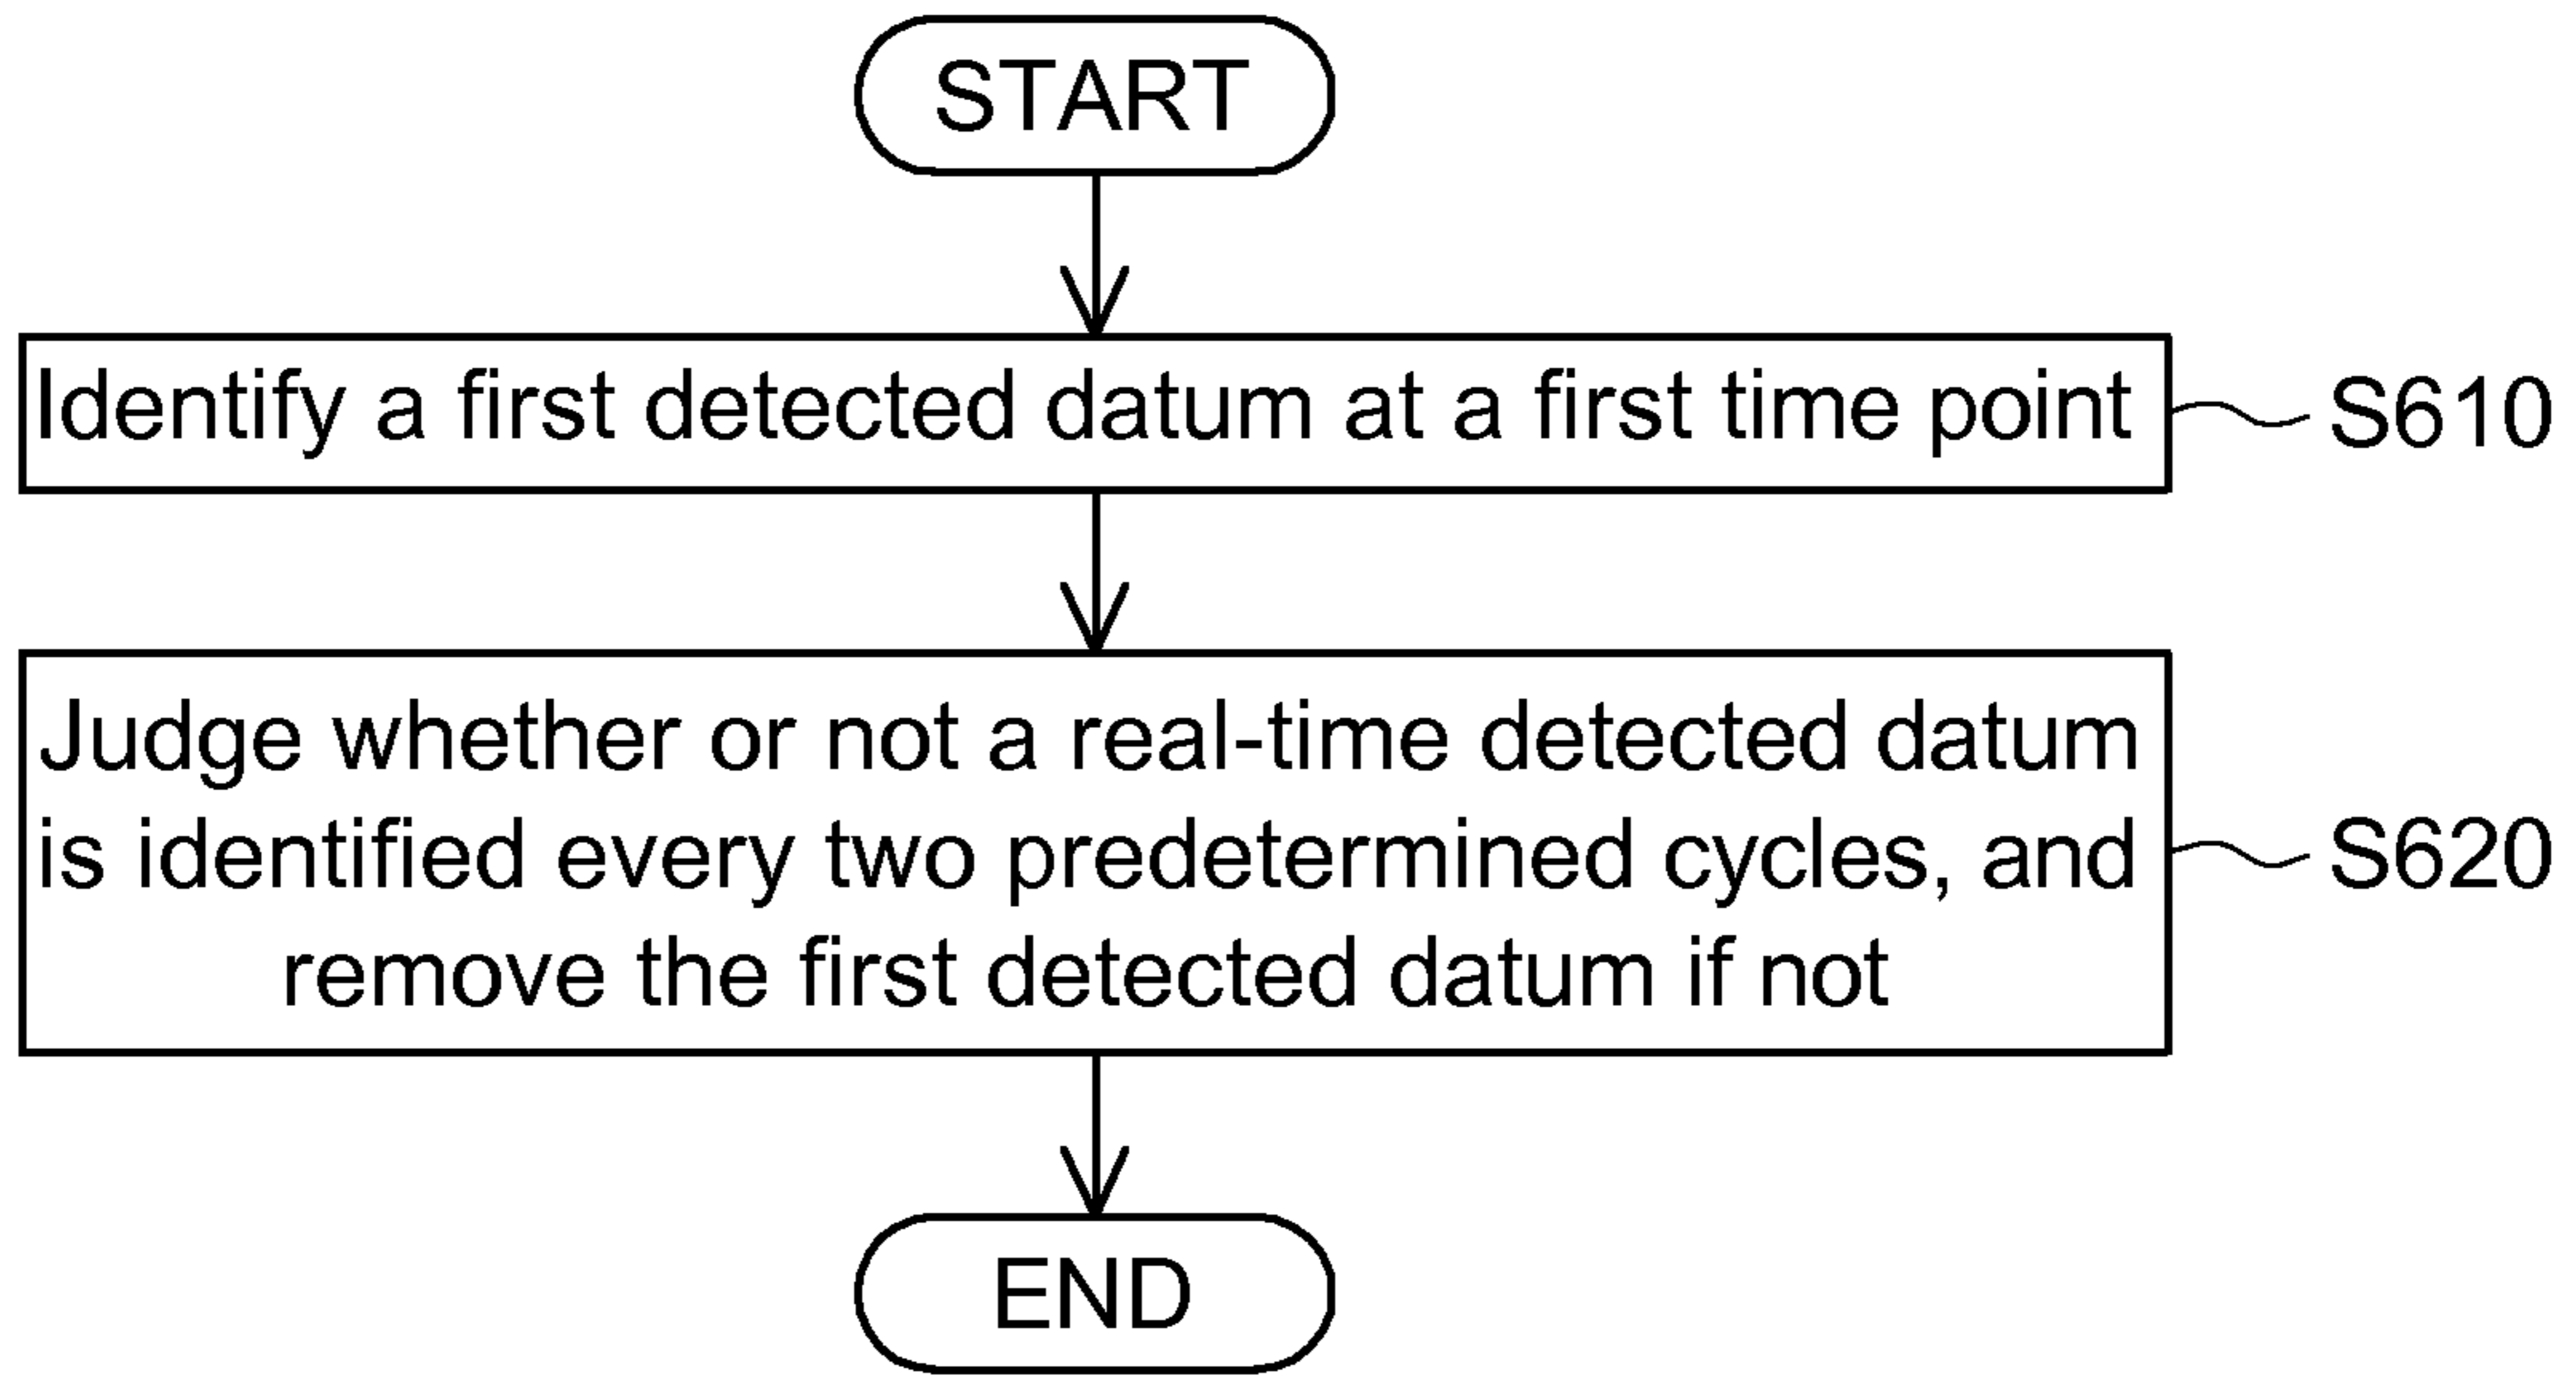 START
Identify a first detected datum at a first time point
S610
Judge whether or not a real-time detected datum
is identified every two predetermined cycles, and
remove the first detected datum if not
S620
END